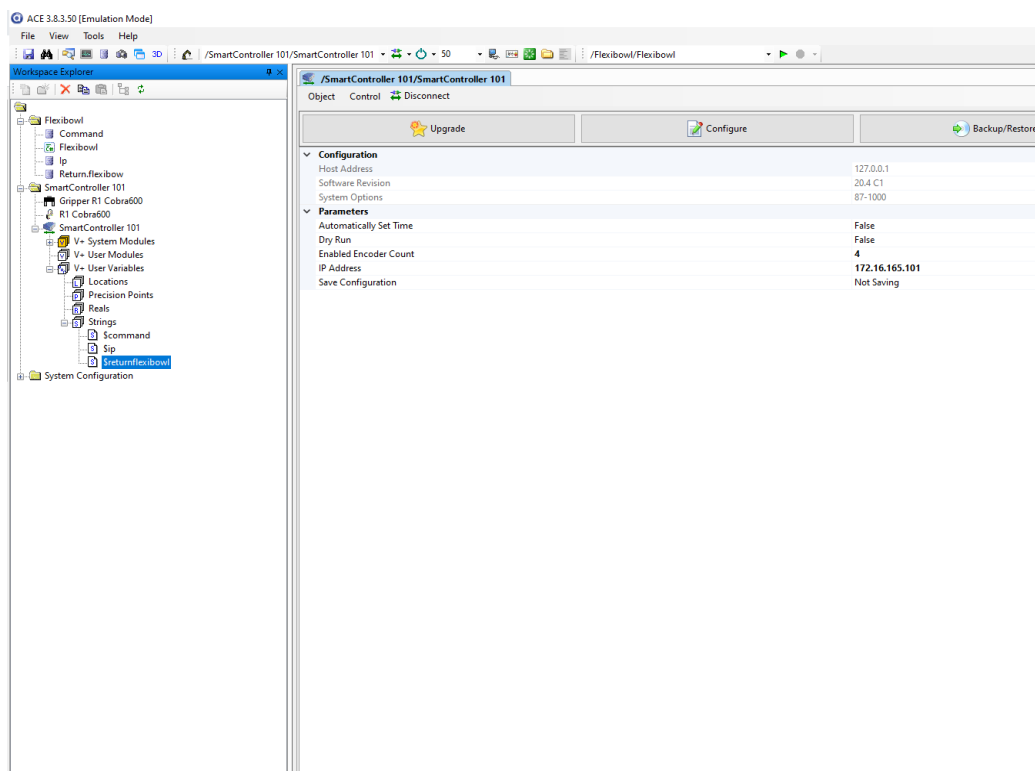 ACE 3.8.3.50 [Emulation Mode]
File View Tools Help
3D /SmartController 101/SmartController 101 50 /Flexibowl/Flexibowl
Workspace Explorer
/SmartController 101/SmartController 101
Object Control Disconnect
Upgrade Configure Backup/Restore
Flexibowl
Command
Flexibowl
Ip
Return.flexibow
SmartController 101
Gripper R1 Cobra600
R1 Cobra600
SmartController 101
V+ System Modules
V+ User Modules
V+ User Variables
Locations
Precision Points
Reals
Strings
$command
$ip
$returnflexibowl
System Configuration
Configuration
Host Address 127.0.0.1
Software Revision 20.4 C1
System Options 87-1000
Parameters
Automatically Set Time False
Dry Run False
Enabled Encoder Count 4
IP Address 172.16.165.101
Save Configuration Not Saving